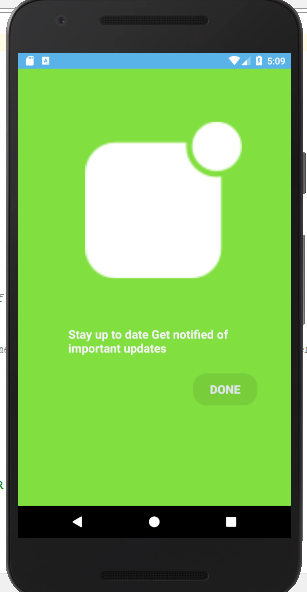 5:09
Stay up to date Get notified of
important updates
DONE